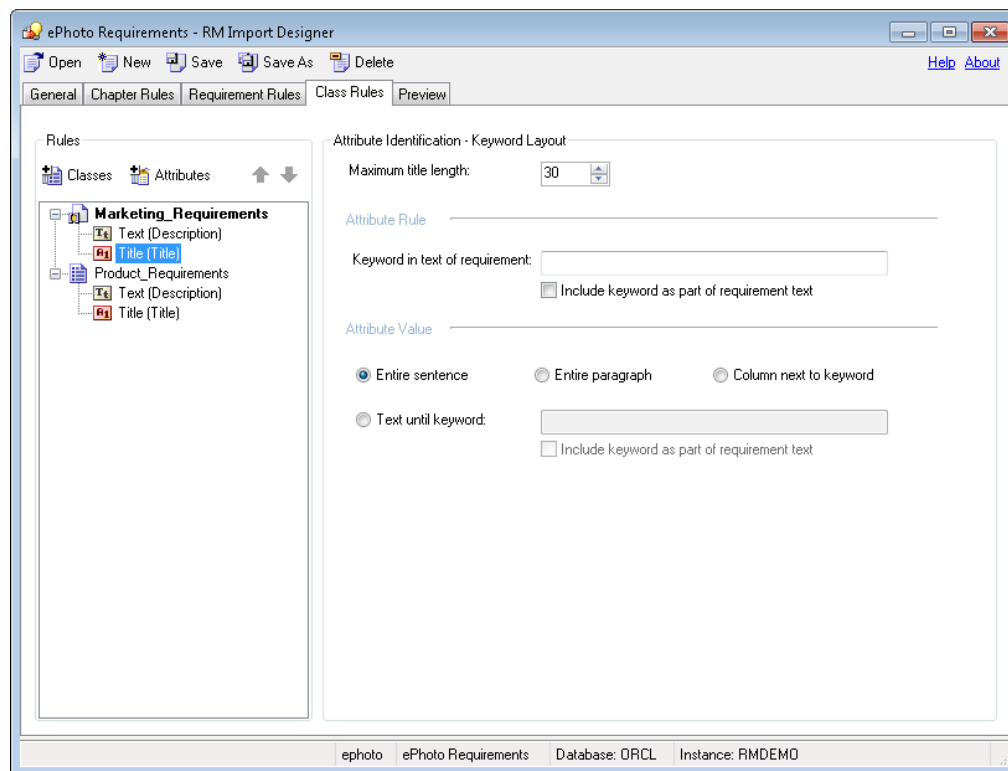 ePhoto Requirements - RM Import Designer
Open New Save Save As Delete Help About
General Chapter Rules Requirement Rules Class Rules Preview
Rules
Classes Attributes
Marketing_Requirements
Text (Description)
Title (Title)
Product_Requirements
Text (Description)
Title (Title)
Attribute Identification - Keyword Layout
Maximum title length: 30
Attribute Rule
Keyword in text of requirement:
Include keyword as part of requirement text
Attribute Value
Entire sentence Entire paragraph Column next to keyword
Text until keyword:
Include keyword as part of requirement text
ephoto ePhoto Requirements Database: ORCL Instance: RMDEMO